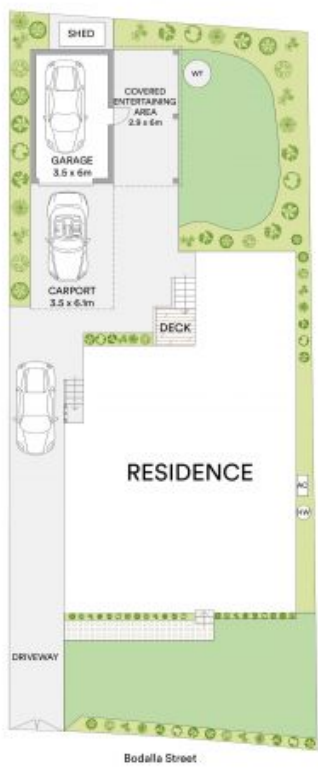 SHED
WT
COVERED
ENTERTAINING
AREA
2.9 x 6m
GARAGE
3.5 x 6m
CARPORT
3.5 x 6.1m
DECK
RESIDENCE
AC
HW
DRIVEWAY
Bodalla Street